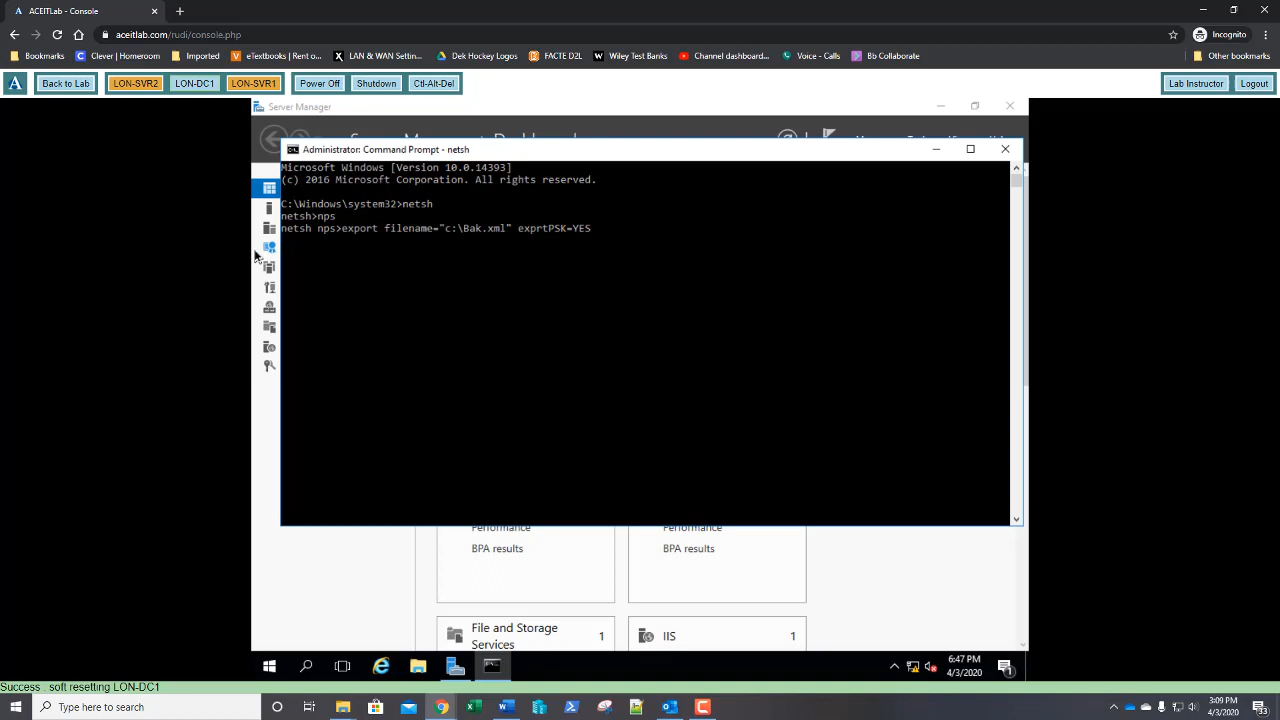 ACEITLab - Console
aceitlab.com/rudi/console.php
Incognito
Bookmarks
Clever | Homeroom
Imported
eTextbooks | Rent o...
LAN & WAN Settin...
Dek Hockey Logos
FACTE D2L
Wiley Test Banks
Channel dashboard...
Voice - Calls
Bb Collaborate
Other bookmarks
Back to Lab
LON-SVR2
LON-DC1
LON-SVR1
Power Off
Shutdown
Ctl-Alt-Del
Lab Instructor
Logout
Server Manager
Administrator: Command Prompt - netsh
Microsoft Windows [Version 10.0.14393]
(c) 2016 Microsoft Corporation. All rights reserved.
C:\Windows\system32>netsh
netsh>nps
netsh nps>export filename="c:\Bak.xml" exprtPSK=YES
Performance
Performance
BPA results
BPA results
File and Storage
Services
1
IIS
1
6:47 PM
4/3/2020
1
Success . soft resetting LON-DC1
Type here to search
3:09 PM
4/3/2020